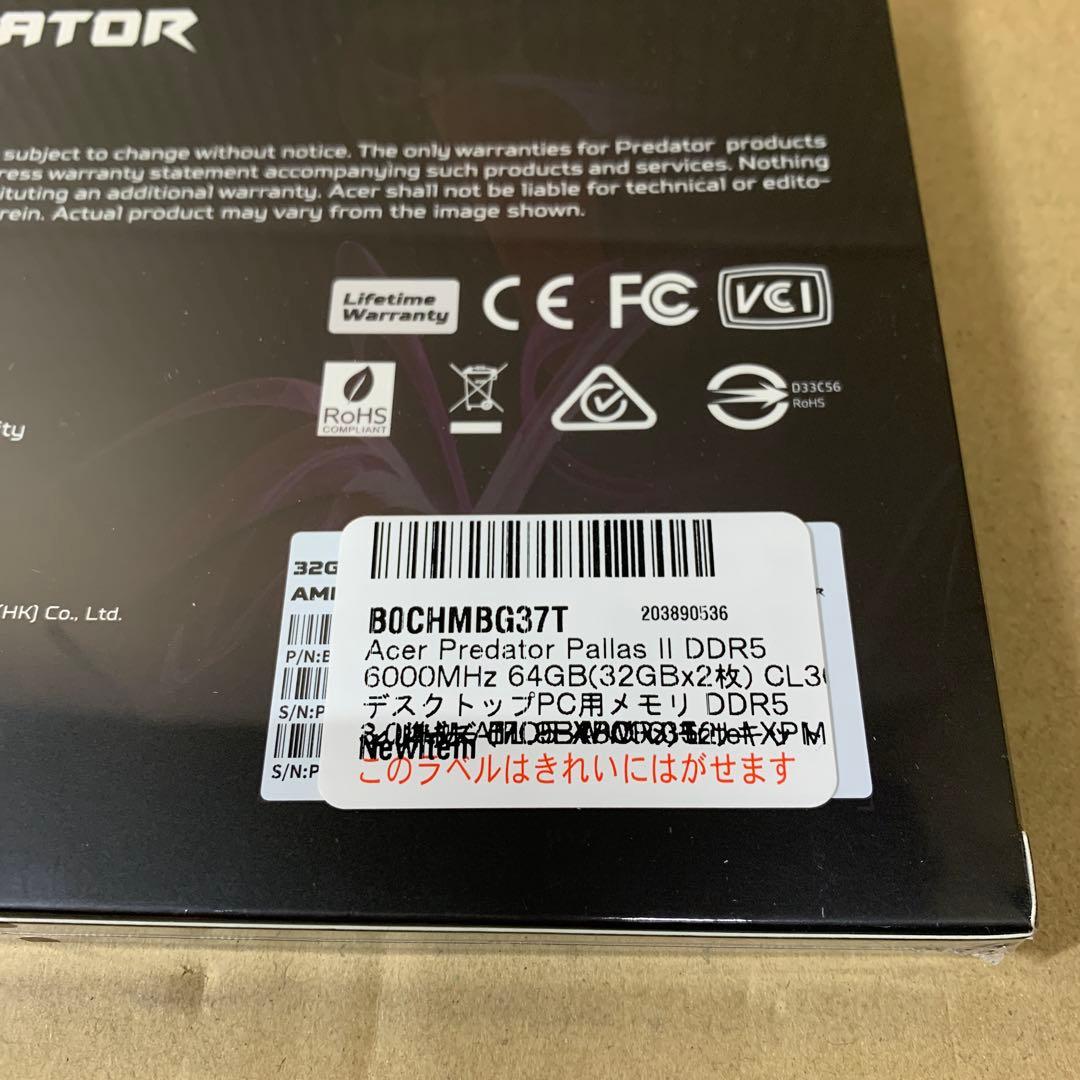 ATOR
subject to change without notice. The only warranties for Predator products
ress warranty statement accompanying such products and services. Nothing
ituting an additional warranty. Acer shall not be liable for technical or edito-
rein. Actual product may vary from the image shown.
Lifetime
Warranty
CE FC VCCI
RoHS
COMPLIANT
D33C56
RoHS
ity
(HK) Co., Ltd.
32G
AM
P/N:B
S/N:P
S/N:P
B0CHMBG37T 203890536
Acer Predator Pallas II DDR5
6000MHz 64GB(32GBx2枚) CL30
デスクトップPC用メモリ DDR5
NewItem
このラベルはきれいにはがせます